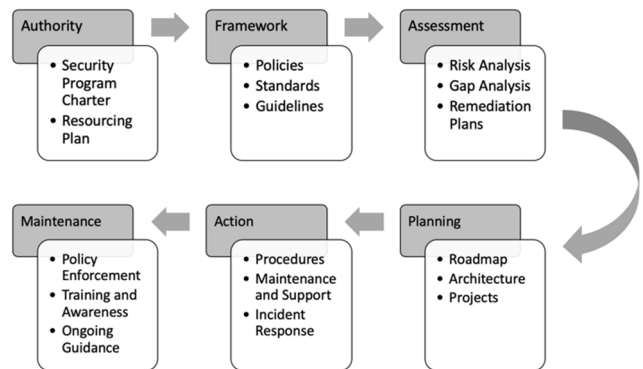 Authority
• Security
Program
Charter
• Resourcing
Plan
Framework
• Policies
• Standards
• Guidelines
Assessment
• Risk Analysis
• Gap Analysis
• Remediation
Plans
Planning
• Roadmap
• Architecture
• Projects
Action
• Procedures
• Maintenance
and Support
• Incident
Response
Maintenance
• Policy
Enforcement
• Training and
Awareness
• Ongoing
Guidance